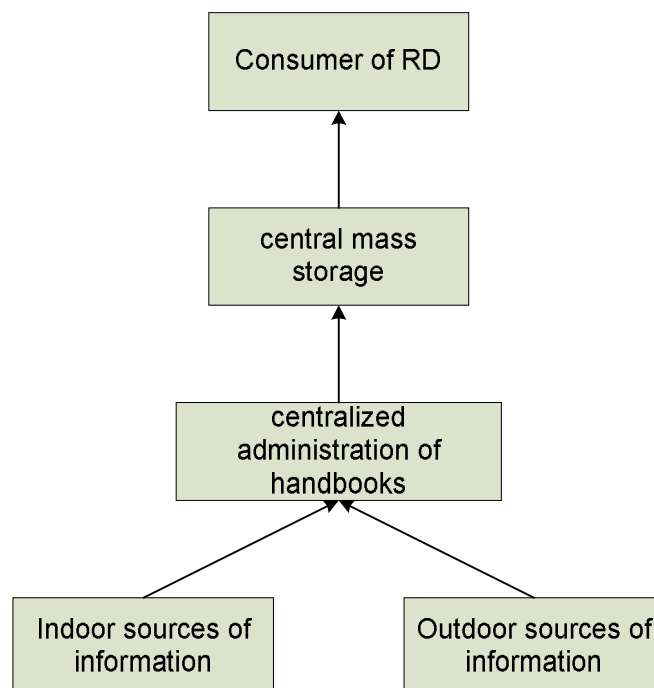 Consumer of RD
central mass
storage
centralized
administration of
handbooks
Indoor sources of
information
Outdoor sources of
information